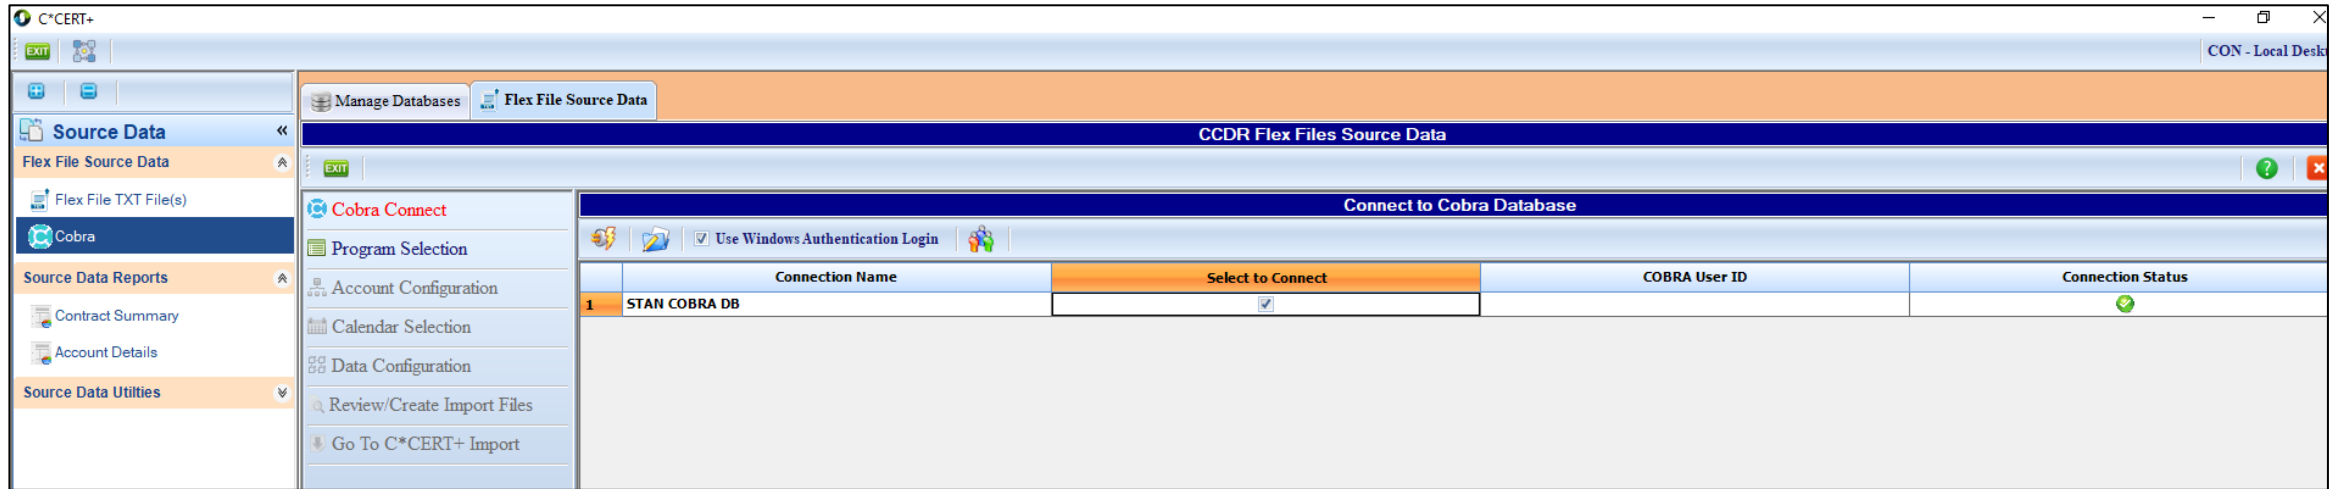 C*CERT+
EXIT
CON - Local Desk
Manage Databases
Flex File Source Data
Source Data
CCDR Flex Files Source Data
Flex File Source Data
EXIT
Flex File TXT File(s)
Cobra
Source Data Reports
Contract Summary
Account Details
Source Data Utilties
Cobra Connect
Program Selection
Account Configuration
Calendar Selection
Data Configuration
Review/Create Import Files
Go To C*CERT+ Import
Connect to Cobra Database
Use Windows Authentication Login
Connection Name Select to Connect COBRA User ID Connection Status
1 STAN COBRA DB